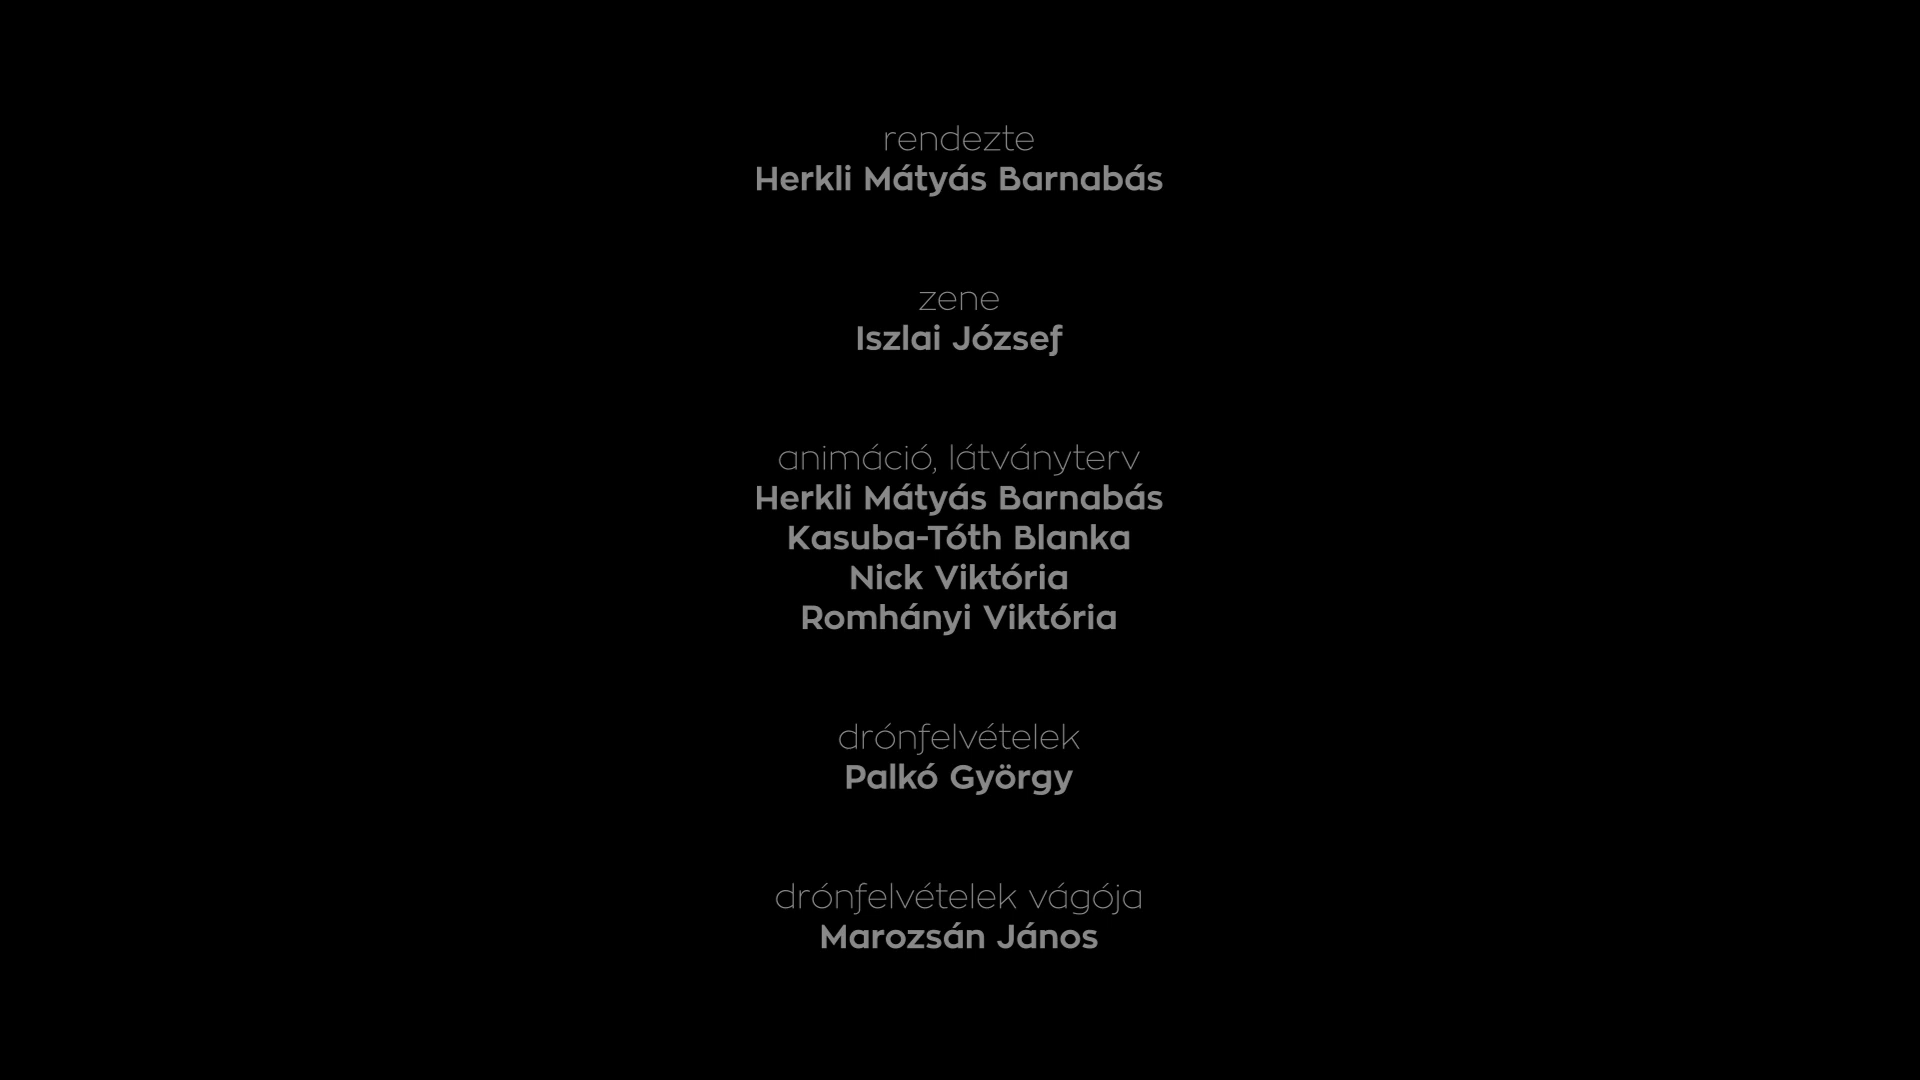 rendezte
Herkli Mátyás Barnabás
zene
Iszlai József
animáció, látványterv
Herkli Mátyás Barnabás
Kasuba-Tóth Blanka
Nick Viktória
Romhányi Viktória
drónfelvételek
Palkó György
drónfelvételek vágója
Marozsán János